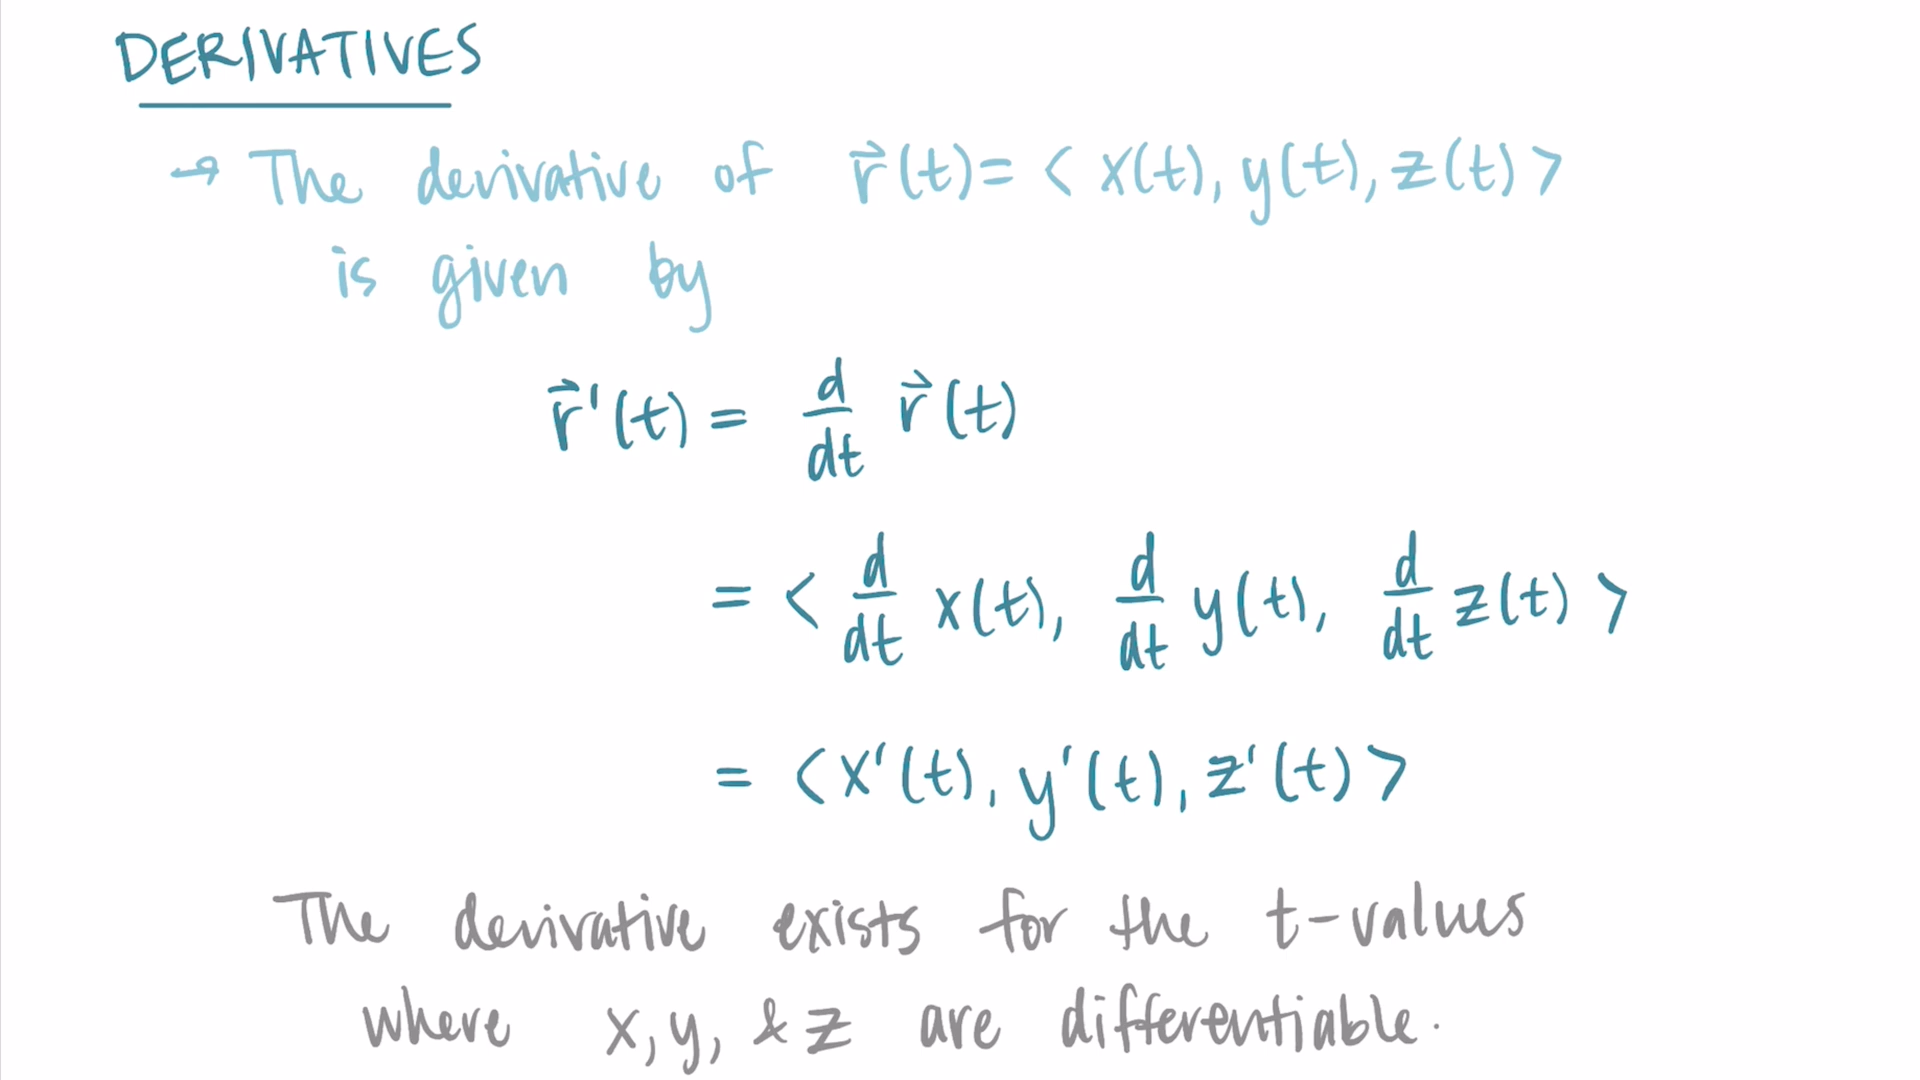 DERIVATIVES
→ The derivative of r⃗(t) = < x(t), y(t), z(t) >
is given by
r⃗'(t) = d/dt r⃗(t)
= < d/dt x(t), d/dt y(t), d/dt z(t) >
= < x'(t), y'(t), z'(t) >
The derivative exists for the t-values
where x, y, & z are differentiable.